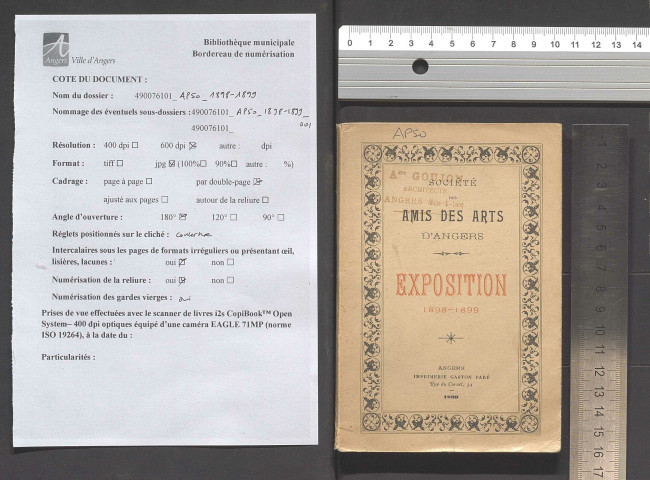 Angers Ville d'Angers
Bibliothèque municipale
Bordereau de numérisation
COTE DU DOCUMENT :
Nom du dossier : 490076101_ AP50_1898-1899
Nommage des éventuels sous-dossiers : 490076101_ AP50_1898-1899_
001
490076101_
Résolution : 400 dpi 600 dpi autre : dpi
Format : tiff jpg (100% 90% autre : %)
Cadrage : page à page par double-page
ajusté aux pages autour de la reliure
Angle d'ouverture : 180° 120° 90°
Réglets positionnés sur le cliché : couverture
Intercalaires sous les pages de formats irréguliers ou présentant œil,
lisières, lacunes : oui non
Numérisation de la reliure : oui non
Numérisation des gardes vierges : oui
Prises de vue effectuées avec le scanner de livres i2s CopiBook™ Open
System– 400 dpi optiques équipé d'une caméra EAGLE 71MP (norme
ISO 19264), à la date du :
Particularités :
0 1 2 3 4 5 6 7 8 9 10 11 12 13 14
AP50
GOUJON
SOCIÉTÉ
ARCHITECTE
DES
ANGERS
AMIS DES ARTS
D'ANGERS
EXPOSITION
1898-1899
ANGERS
IMPRIMERIE GASTON PARÉ
Rue du Cornet, 34
1899
1
2
3
4
5
6
7
8
9
10
11
12
13
14
15
16
17